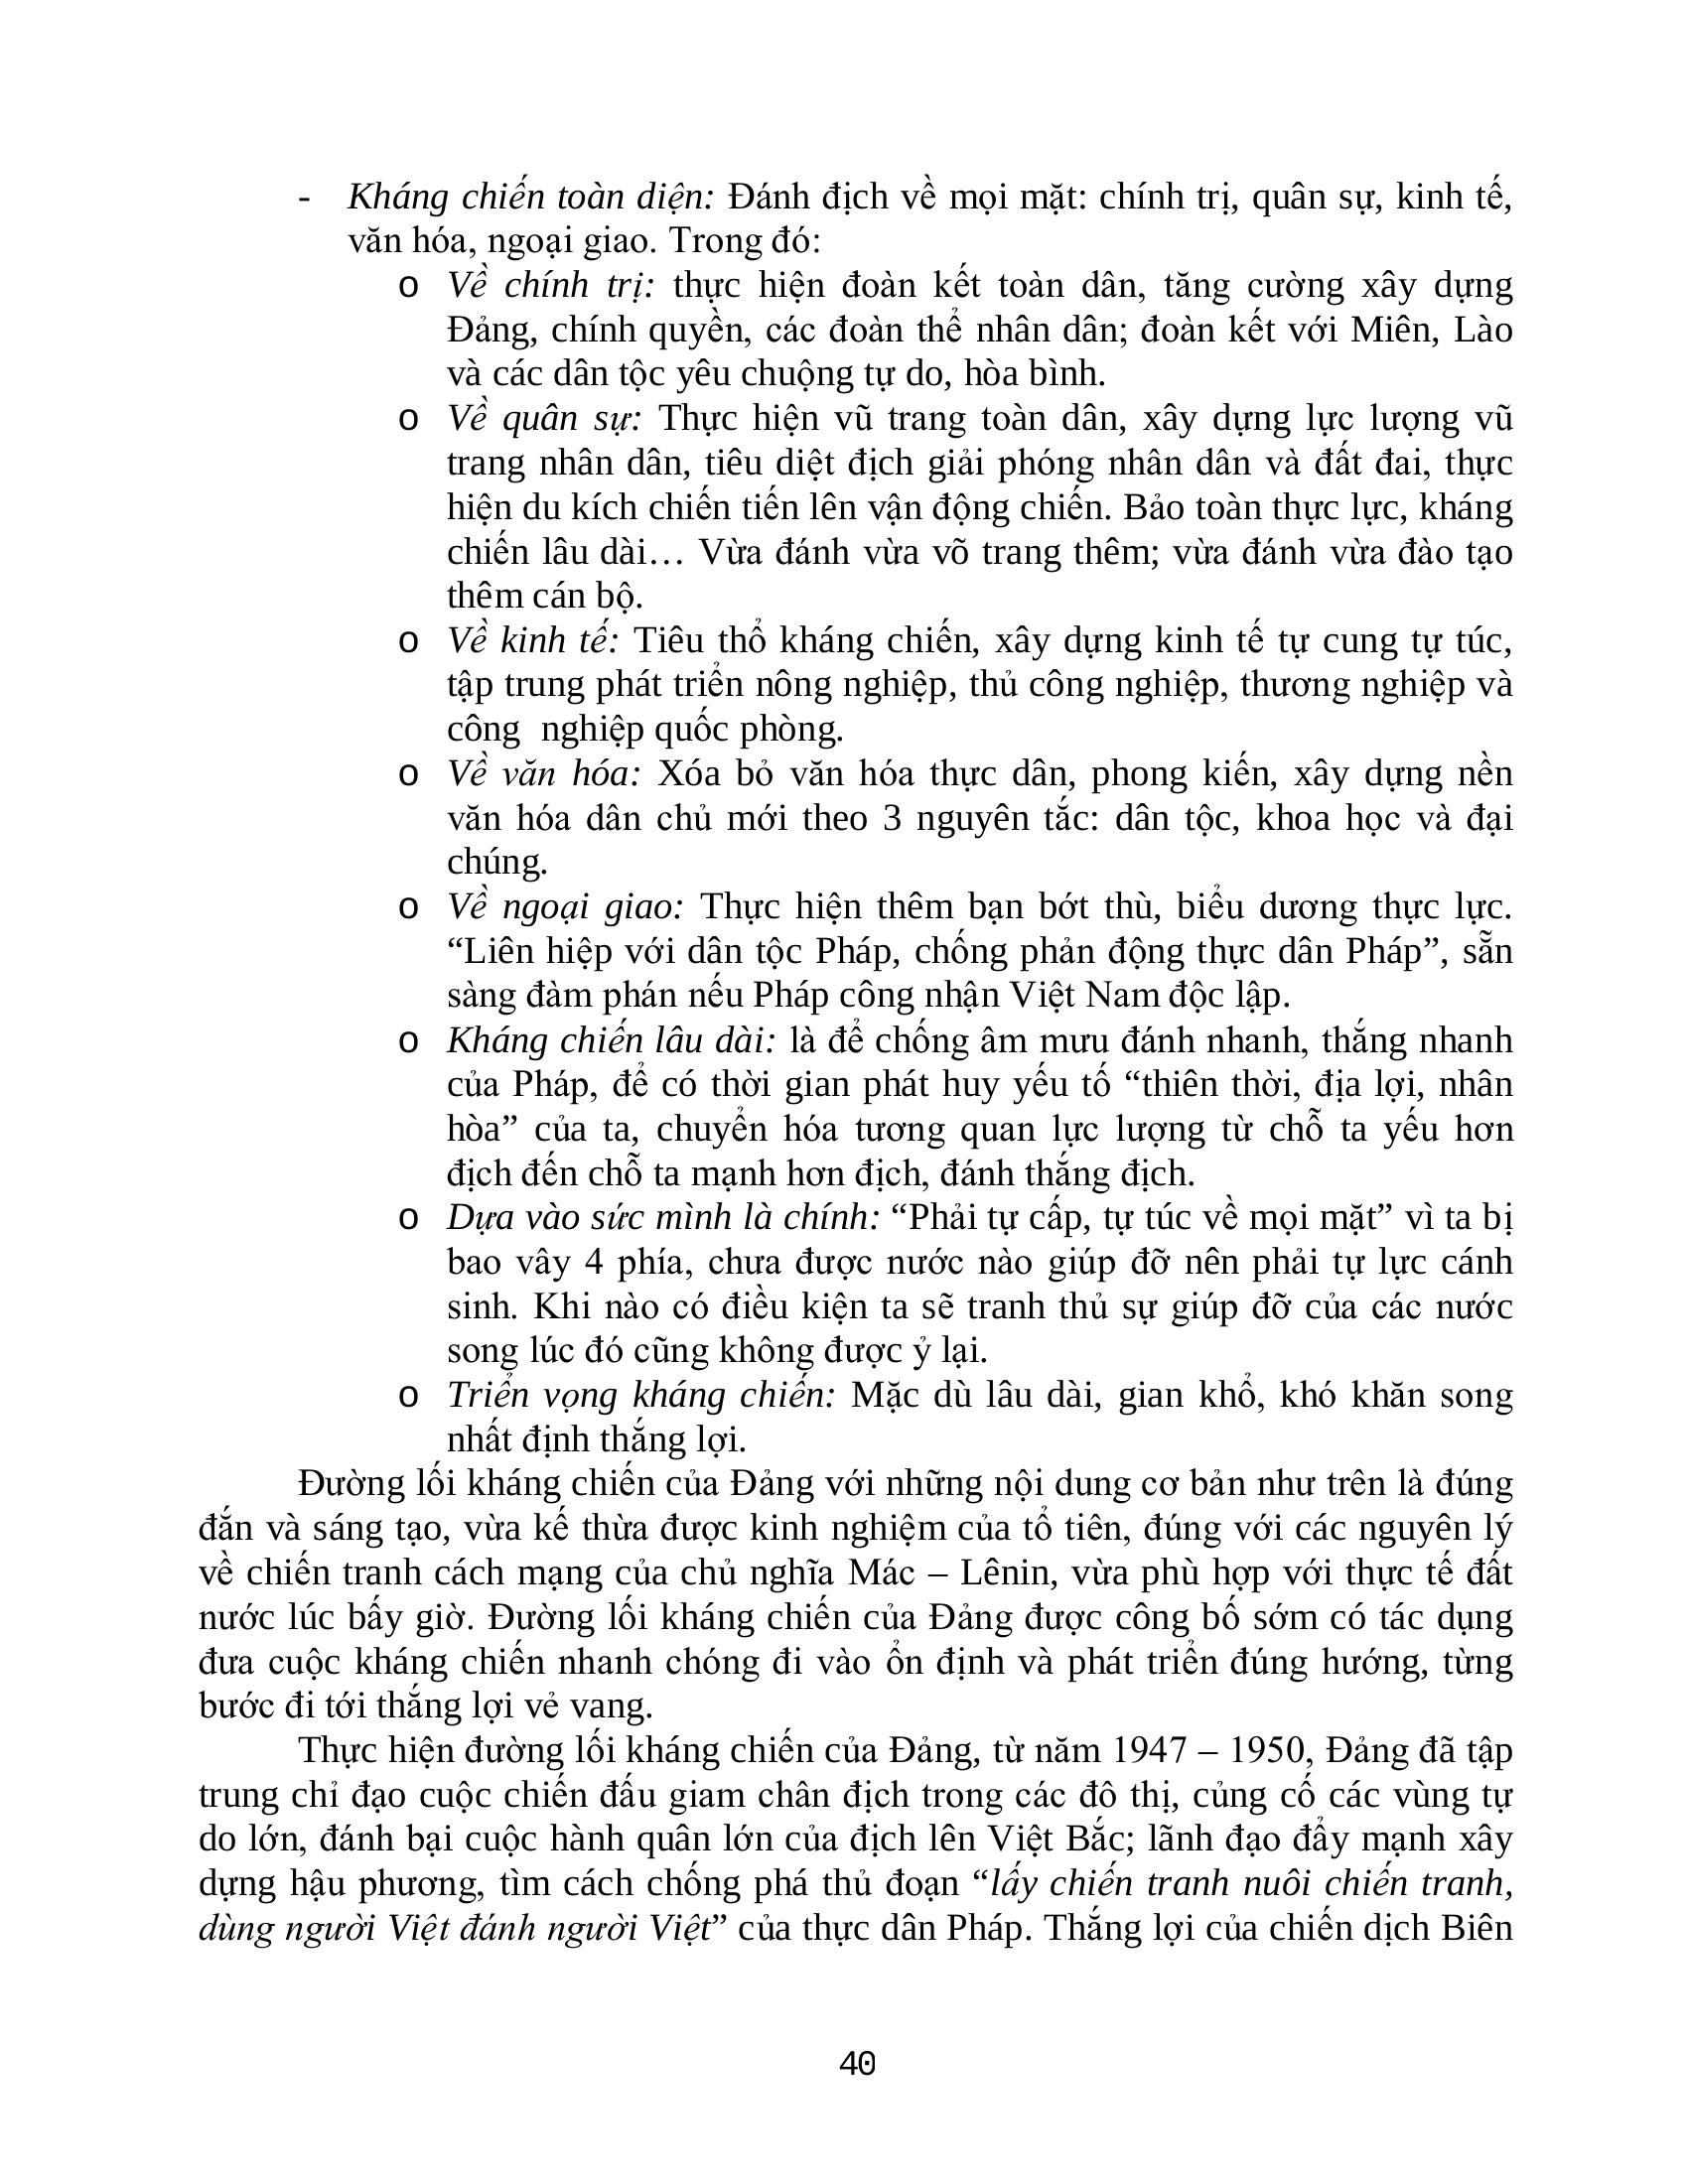 - Kháng chiến toàn diện: Đánh địch về mọi mặt: chính trị, quân sự, kinh tế,
văn hóa, ngoại giao. Trong đó:
o Về chính trị: thực hiện đoàn kết toàn dân, tăng cường xây dựng
Đảng, chính quyền, các đoàn thể nhân dân; đoàn kết với Miên, Lào
và các dân tộc yêu chuộng tự do, hòa bình.
o Về quân sự: Thực hiện vũ trang toàn dân, xây dựng lực lượng vũ
trang nhân dân, tiêu diệt địch giải phóng nhân dân và đất đai, thực
hiện du kích chiến tiến lên vận động chiến. Bảo toàn thực lực, kháng
chiến lâu dài… Vừa đánh vừa võ trang thêm; vừa đánh vừa đào tạo
thêm cán bộ.
o Về kinh tế: Tiêu thổ kháng chiến, xây dựng kinh tế tự cung tự túc,
tập trung phát triển nông nghiệp, thủ công nghiệp, thương nghiệp và
công  nghiệp quốc phòng.
o Về văn hóa: Xóa bỏ văn hóa thực dân, phong kiến, xây dựng nền
văn hóa dân chủ mới theo 3 nguyên tắc: dân tộc, khoa học và đại
chúng.
o Về ngoại giao: Thực hiện thêm bạn bớt thù, biểu dương thực lực.
“Liên hiệp với dân tộc Pháp, chống phản động thực dân Pháp”, sẵn
sàng đàm phán nếu Pháp công nhận Việt Nam độc lập.
o Kháng chiến lâu dài: là để chống âm mưu đánh nhanh, thắng nhanh
của Pháp, để có thời gian phát huy yếu tố “thiên thời, địa lợi, nhân
hòa” của ta, chuyển hóa tương quan lực lượng từ chỗ ta yếu hơn
địch đến chỗ ta mạnh hơn địch, đánh thắng địch.
o Dựa vào sức mình là chính: “Phải tự cấp, tự túc về mọi mặt” vì ta bị
bao vây 4 phía, chưa được nước nào giúp đỡ nên phải tự lực cánh
sinh. Khi nào có điều kiện ta sẽ tranh thủ sự giúp đỡ của các nước
song lúc đó cũng không được ỷ lại.
o Triển vọng kháng chiến: Mặc dù lâu dài, gian khổ, khó khăn song
nhất định thắng lợi.
Đường lối kháng chiến của Đảng với những nội dung cơ bản như trên là đúng
đắn và sáng tạo, vừa kế thừa được kinh nghiệm của tổ tiên, đúng với các nguyên lý
về chiến tranh cách mạng của chủ nghĩa Mác – Lênin, vừa phù hợp với thực tế đất
nước lúc bấy giờ. Đường lối kháng chiến của Đảng được công bố sớm có tác dụng
đưa cuộc kháng chiến nhanh chóng đi vào ổn định và phát triển đúng hướng, từng
bước đi tới thắng lợi vẻ vang.
Thực hiện đường lối kháng chiến của Đảng, từ năm 1947 – 1950, Đảng đã tập
trung chỉ đạo cuộc chiến đấu giam chân địch trong các đô thị, củng cố các vùng tự
do lớn, đánh bại cuộc hành quân lớn của địch lên Việt Bắc; lãnh đạo đẩy mạnh xây
dựng hậu phương, tìm cách chống phá thủ đoạn “lấy chiến tranh nuôi chiến tranh,
dùng người Việt đánh người Việt” của thực dân Pháp. Thắng lợi của chiến dịch Biên
40